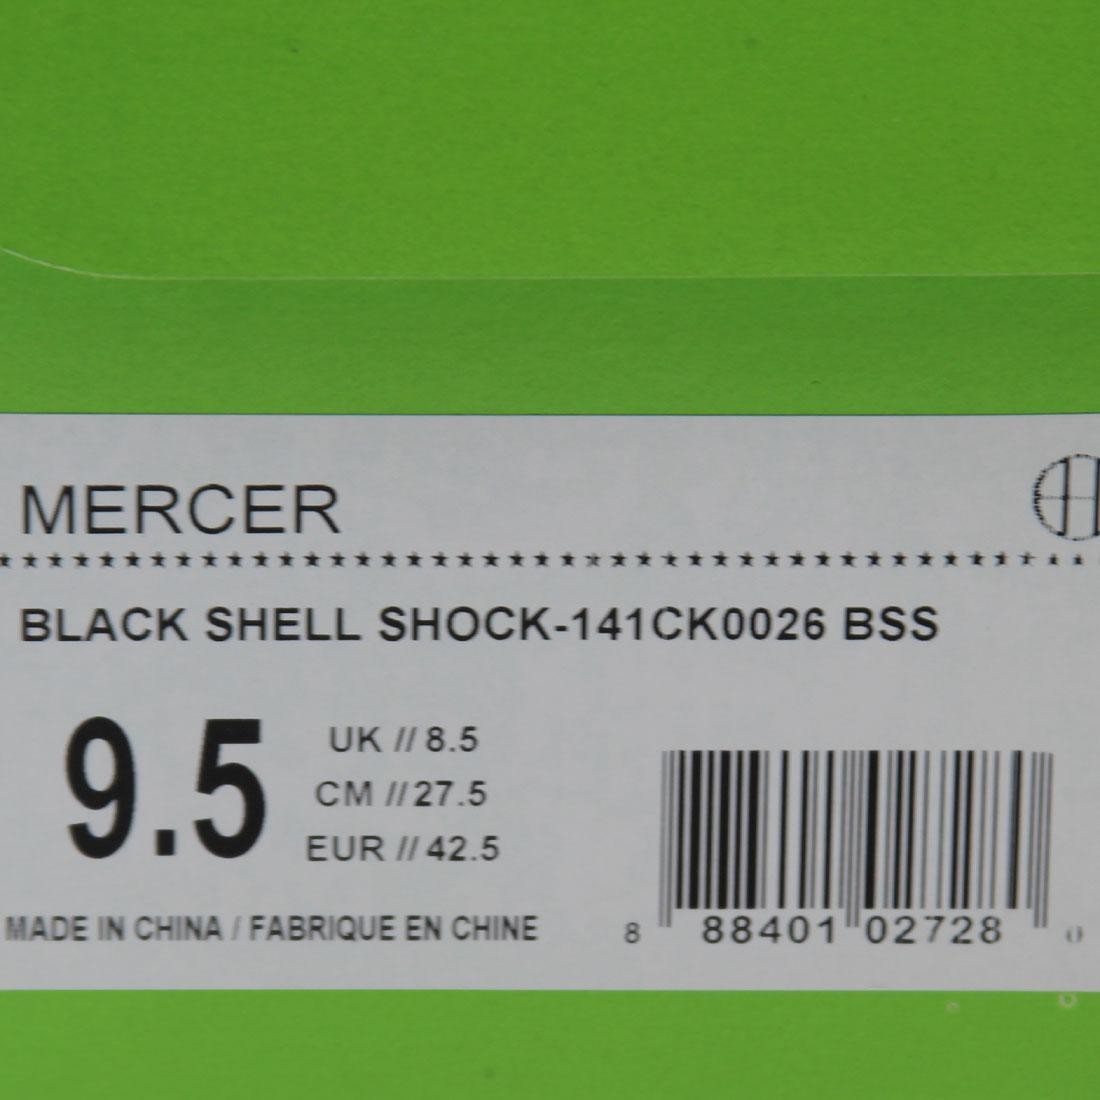 MERCER
BLACK SHELL SHOCK-141CK0026 BSS
9.5
UK // 8.5
CM // 27.5
EUR // 42.5
MADE IN CHINA / FABRIQUE EN CHINE
8 88401 02728 0